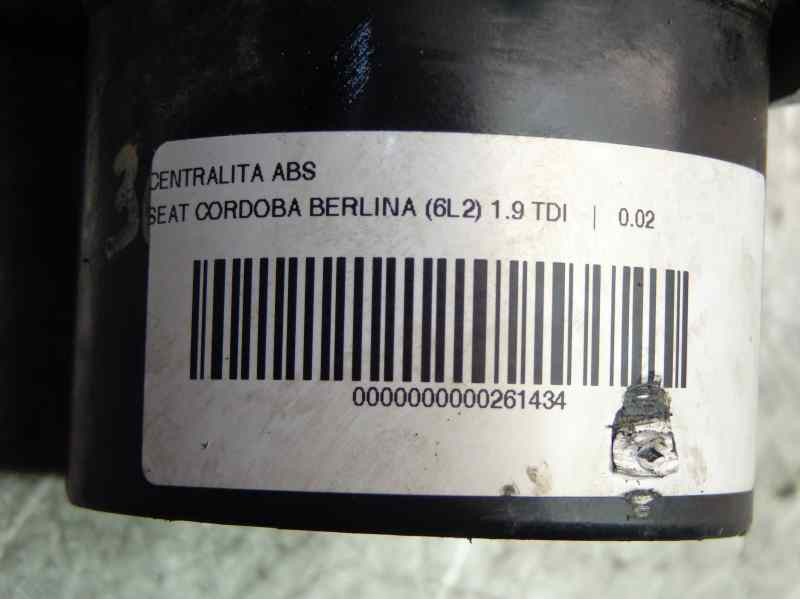 CENTRALITA ABS
SEAT CORDOBA BERLINA (6L2) 1.9 TDI | 0.02
0000000000261434